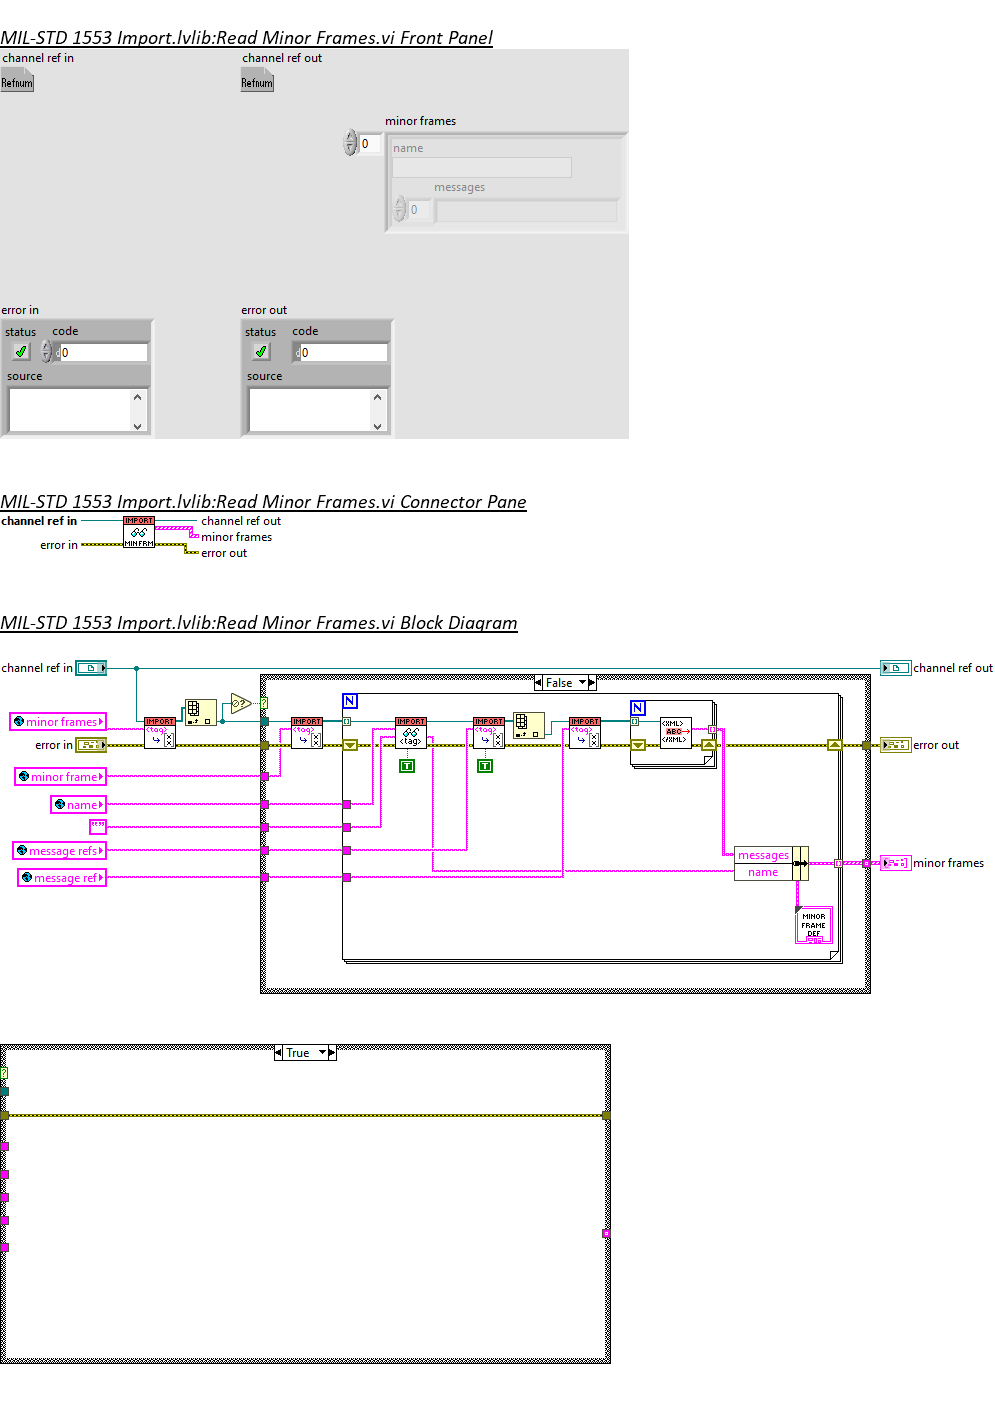 MIL-STD 1553 Import.lvlib:Read Minor Frames.vi Front Panel
channel ref in
channel ref out
Refnum
Refnum
minor frames
0
name
messages
0
error in
error out
status
code
status
code
0
0
source
source
MIL-STD 1553 Import.lvlib:Read Minor Frames.vi Connector Pane
channel ref in
IMPORT
channel ref out
minor frames
error in
MINFRM
error out
MIL-STD 1553 Import.lvlib:Read Minor Frames.vi Block Diagram
channel ref in
channel ref out
False
N
N
?
?
minor frames
IMPORT
<tag>
IMPORT
<tag>
IMPORT
<tag>
IMPORT
<tag>
IMPORT
<tag>
<XML>
ABC
</XML>
error in
error out
T
T
minor frame
name
message refs
message ref
messages
name
minor frames
MINOR
FRAME
DEF
True
?